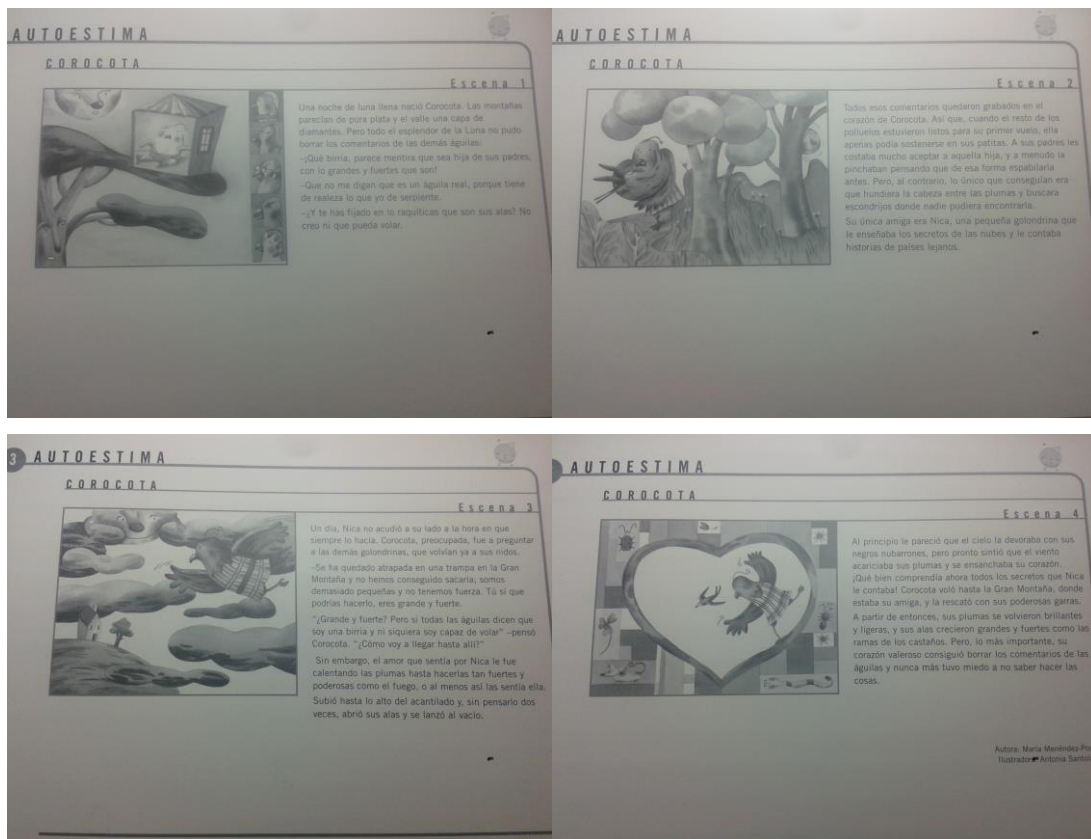 AUTOESTIMA
COROCOTA
Escena 1
Una noche de luna llena nació Corocota. Las montañas
parecían de pura plata y el valle una capa de
diamantes. Pero todo el esplendor de la Luna no pudo
borrar los comentarios de las demás águilas:
–¡Qué birria, parece mentira que sea hija de sus padres,
con lo grandes y fuertes que son!
–Que no me digan que es un águila real, porque tiene
de realeza lo que yo de serpiente.
–¿Y te has fijado en lo raquíticas que son sus alas? No
creo ni que pueda volar.
AUTOESTIMA
COROCOTA
Escena 2
Todos esos comentarios quedaron grabados en el
corazón de Corocota. Así que, cuando el resto de los
polluelos estuvieron listos para su primer vuelo, ella
apenas podía sostenerse en sus patitas. A sus padres les
costaba mucho aceptar a aquella hija, y a menudo la
pinchaban pensando que de esa forma espabilaría
antes. Pero, al contrario, lo único que conseguían era
que hundiera la cabeza entre las plumas y buscara
escondrijos donde nadie pudiera encontrarla.
Su única amiga era Nica, una pequeña golondrina que
le enseñaba los secretos de las nubes y le contaba
historias de países lejanos.
3 AUTOESTIMA
COROCOTA
Escena 3
Un día, Nica no acudió a su lado a la hora en que
siempre lo hacía. Corocota, preocupada, fue a preguntar
a las demás golondrinas, que volvían ya a sus nidos.
–Se ha quedado atrapada en una trampa en la Gran
Montaña y no hemos conseguido sacarla; somos
demasiado pequeñas y no tenemos fuerza. Tú sí que
podrías hacerlo, eres grande y fuerte.
“¿Grande y fuerte? Pero si todas las águilas dicen que
soy una birria y ni siquiera soy capaz de volar” –pensó
Corocota. “¿Cómo voy a llegar hasta allí?”
Sin embargo, el amor que sentía por Nica le fue
calentando las plumas hasta hacerlas tan fuertes y
poderosas como el fuego, o al menos así las sentía ella.
Subió hasta lo alto del acantilado y, sin pensarlo dos
veces, abrió sus alas y se lanzó al vacío.
AUTOESTIMA
COROCOTA
Escena 4
Al principio le pareció que el cielo la devoraba con sus
negros nubarrones, pero pronto sintió que el viento
acariciaba sus plumas y se ensanchaba su corazón.
¡Qué bien comprendía ahora todos los secretos que Nica
le contaba! Corocota voló hasta la Gran Montaña, donde
estaba su amiga, y la rescató con sus poderosas garras.
A partir de entonces, sus plumas se volvieron brillantes
y ligeras, y sus alas crecieron grandes y fuertes como las
ramas de los castaños. Pero, lo más importante, su
corazón valeroso consiguió borrar los comentarios de las
águilas y nunca más tuvo miedo a no saber hacer las
cosas.
Autora: María Menéndez-Po
Antonia Santol